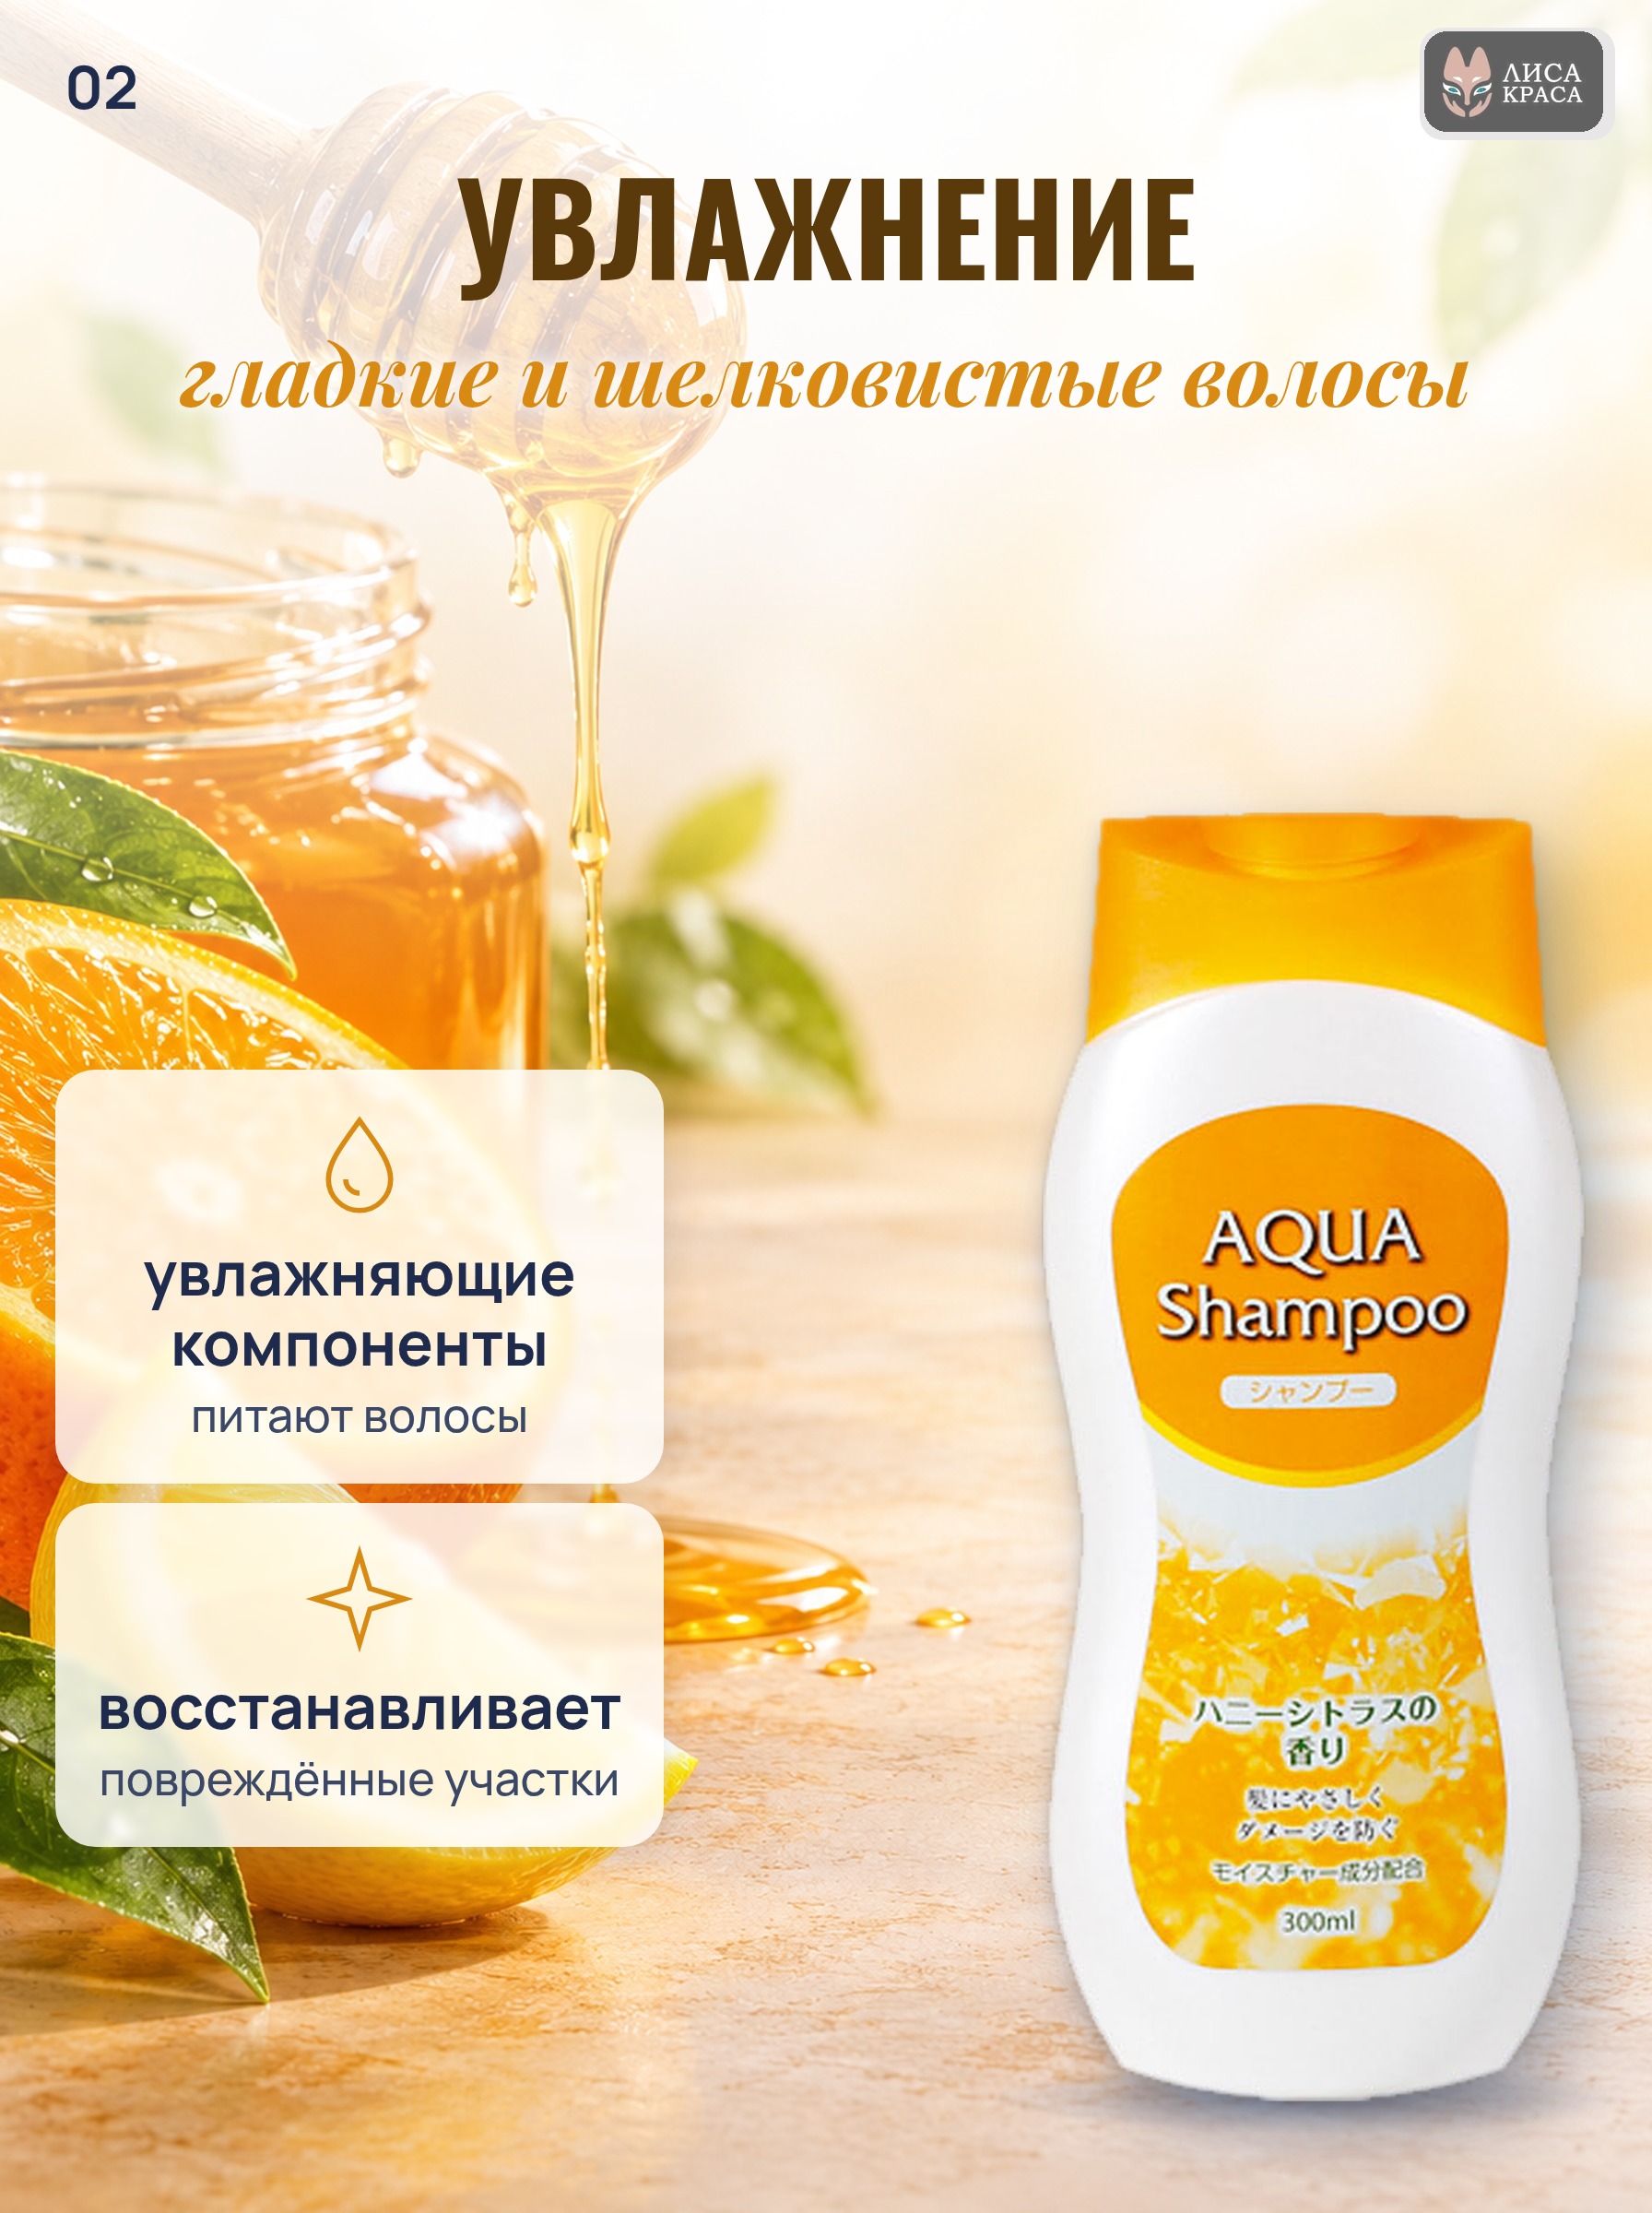 02
ЛИСА
КРАСА
УВЛАЖНЕНИЕ
гладкие и шелковистые волосы
увлажняющие
компоненты
питают волосы
восстанавливает
повреждённые участки
AQUA
Shampoo
シャンプー
ハニーシトラスの
香り
髪にやさしく
ダメージを防ぐ
モイスチャー成分配合
300ml